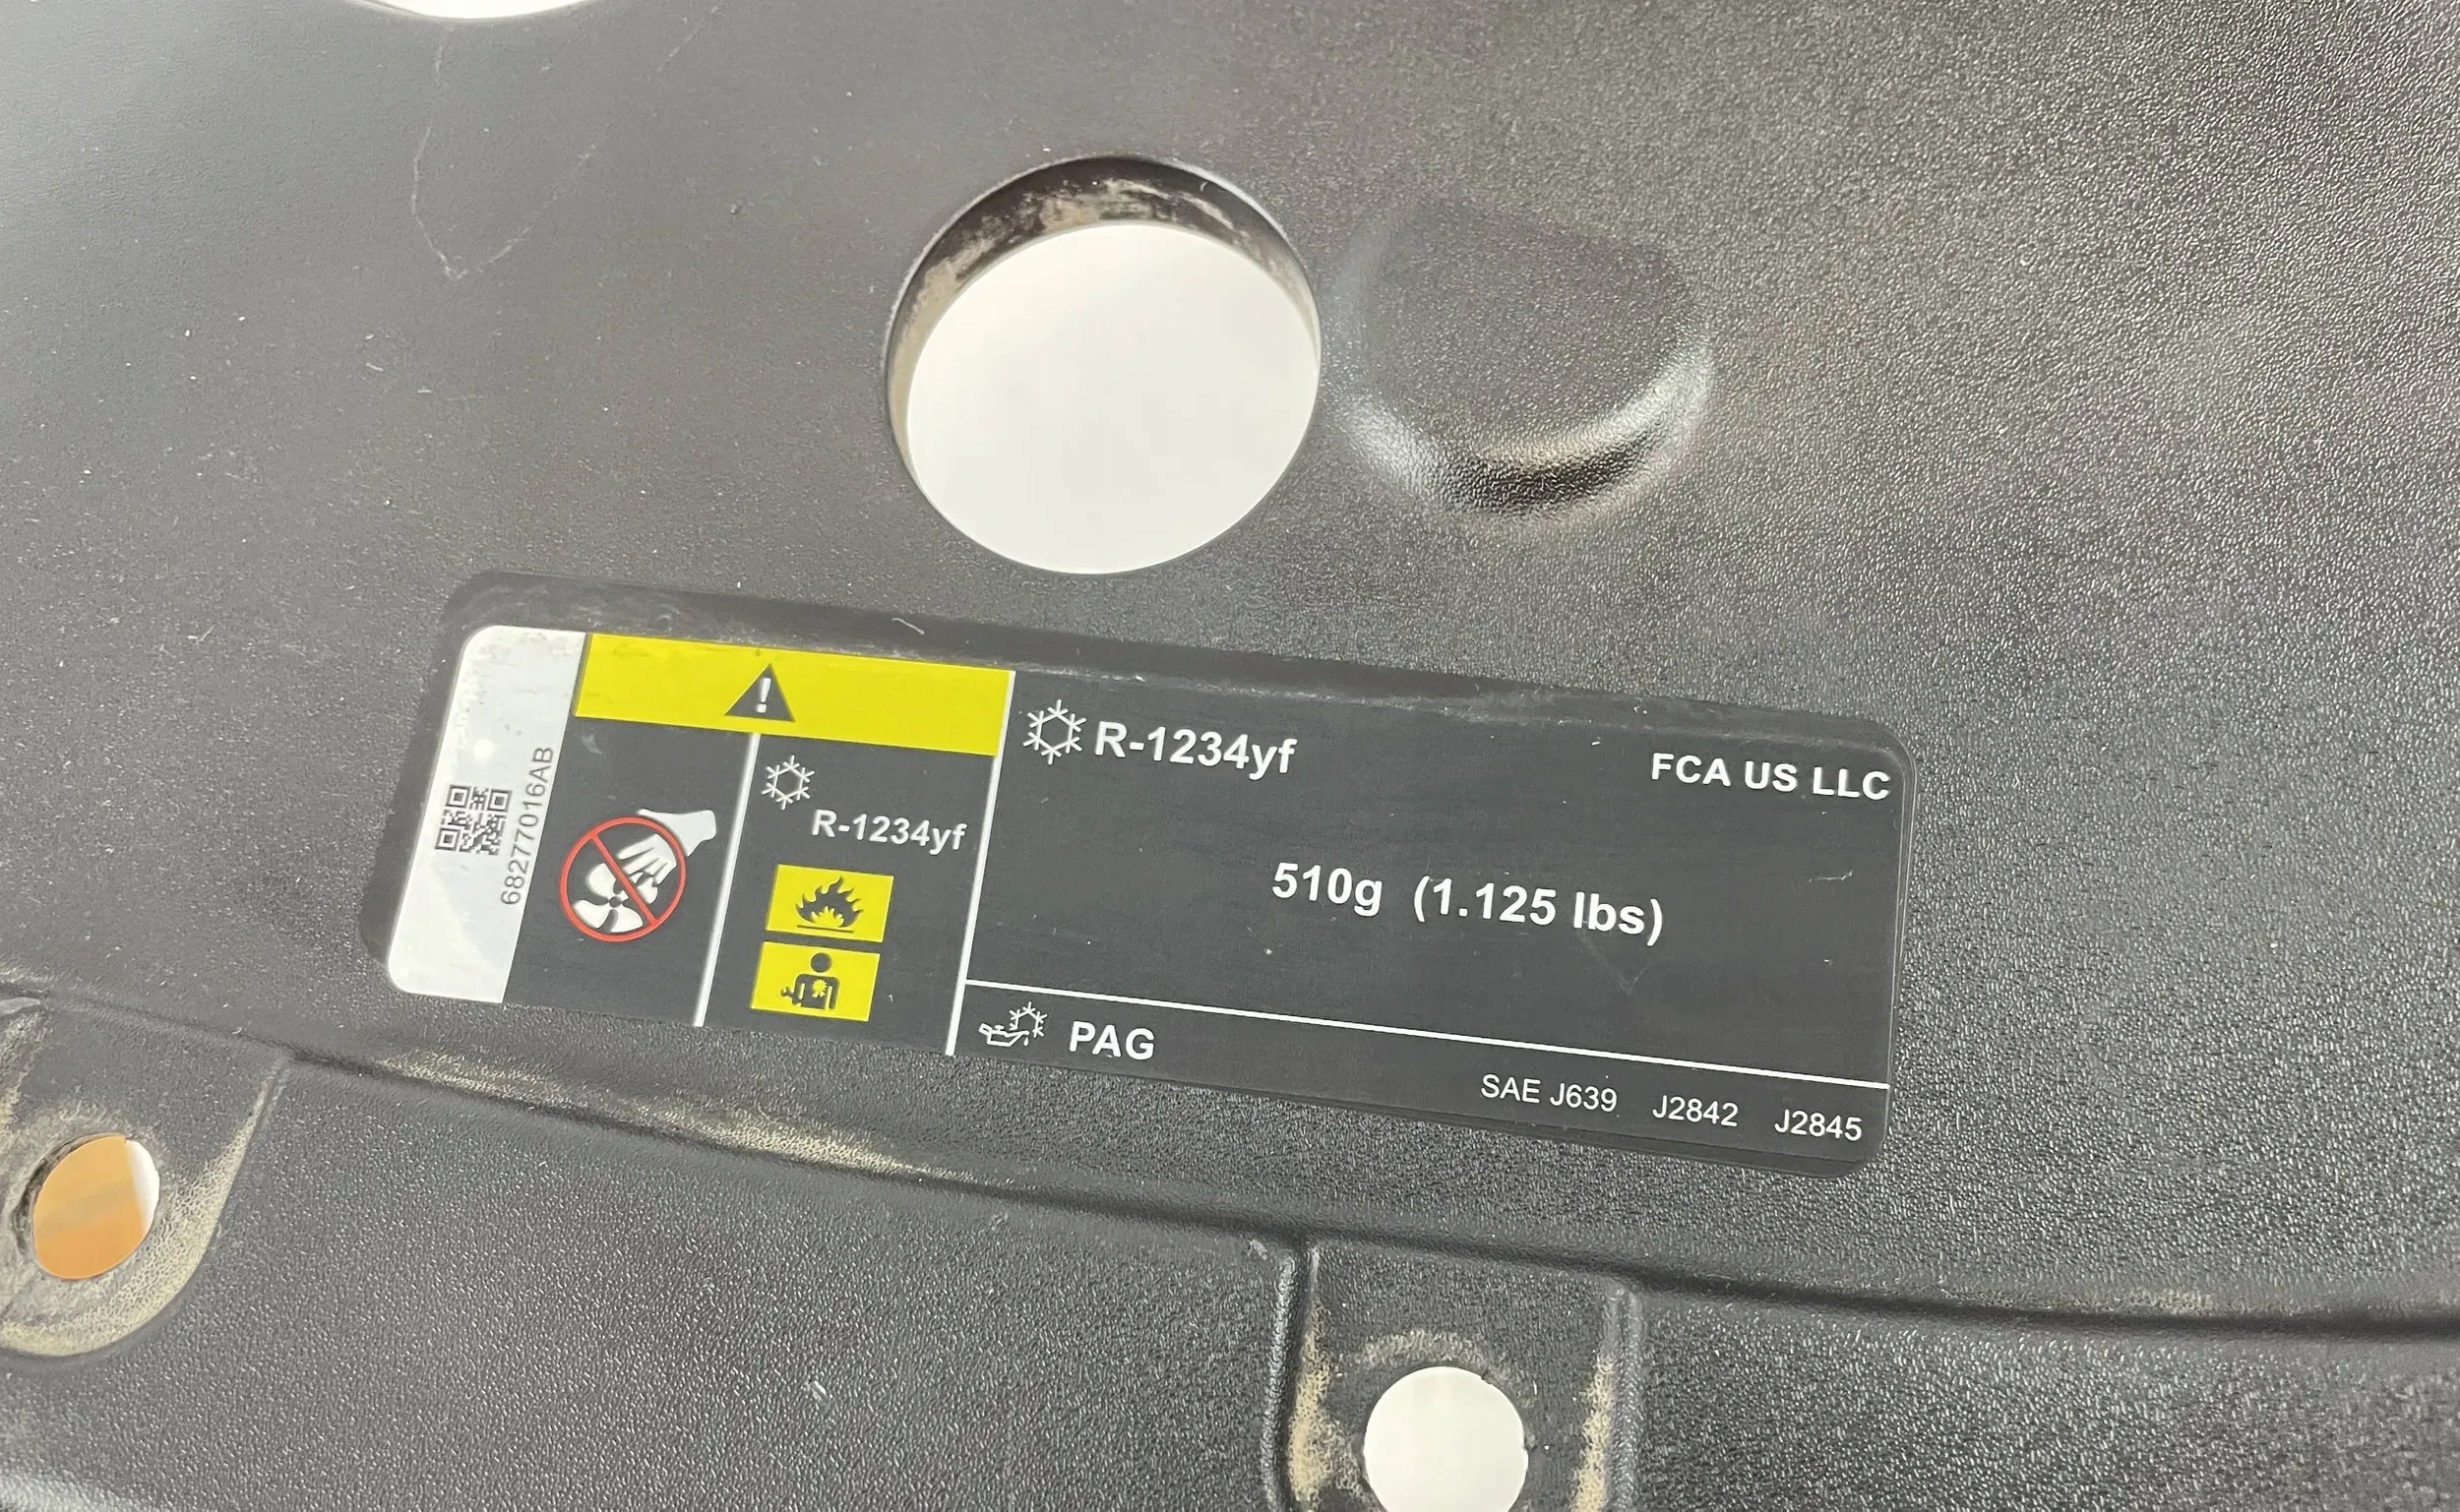 68277016AB
!
R-1234yf
R-1234yf
FCA US LLC
510g (1.125 lbs)
PAG
SAE J639 J2842 J2845